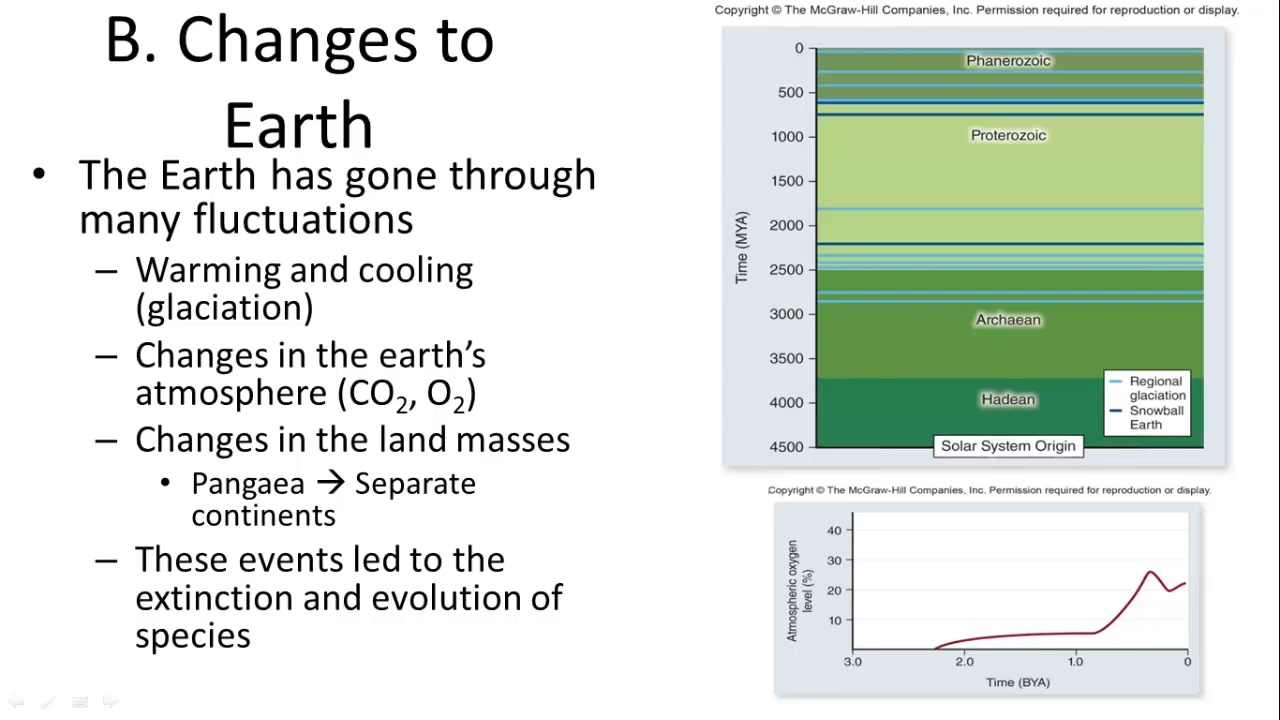 B. Changes to
Earth
• The Earth has gone through
many fluctuations
– Warming and cooling
(glaciation)
– Changes in the earth’s
atmosphere (CO₂, O₂)
– Changes in the land masses
• Pangaea → Separate
continents
– These events led to the
extinction and evolution of
species
Copyright © The McGraw-Hill Companies, Inc. Permission required for reproduction or display.
Time (MYA)
0
500
1000
1500
2000
2500
3000
3500
4000
4500
Phanerozoic
Proterozoic
Archaean
Hadean
Regional
glaciation
Snowball
Earth
Solar System Origin
Copyright © The McGraw-Hill Companies, Inc. Permission required for reproduction or display.
Atmospheric oxygen
level (%)
40
30
20
10
3.0
2.0
1.0
0
Time (BYA)